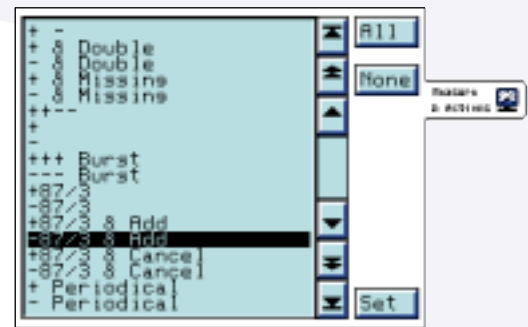 + -
+ & Double
- & Double
+ & Missing
- & Missing
++--
+
-
+++ Burst
--- Burst
+87/3
-87/3
+87/3 & Add
-87/3 & Add
+87/3 & Cancel
-87/3 & Cancel
+ Periodical
- Periodical
All
None
& Actions
Set